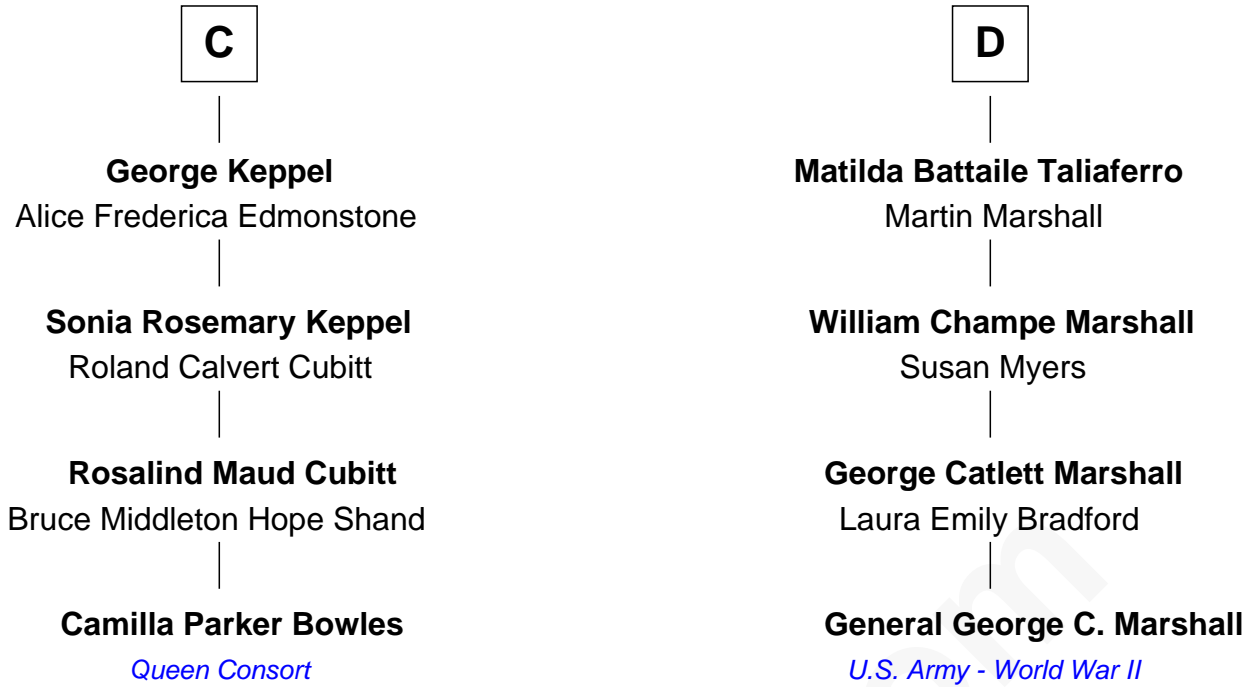 C
George Keppel
Alice Frederica Edmonstone
Sonia Rosemary Keppel
Roland Calvert Cubitt
Rosalind Maud Cubitt
Bruce Middleton Hope Shand
Camilla Parker Bowles
Queen Consort
D
Matilda Battaile Taliaferro
Martin Marshall
William Champe Marshall
Susan Myers
George Catlett Marshall
Laura Emily Bradford
General George C. Marshall
U.S. Army - World War II